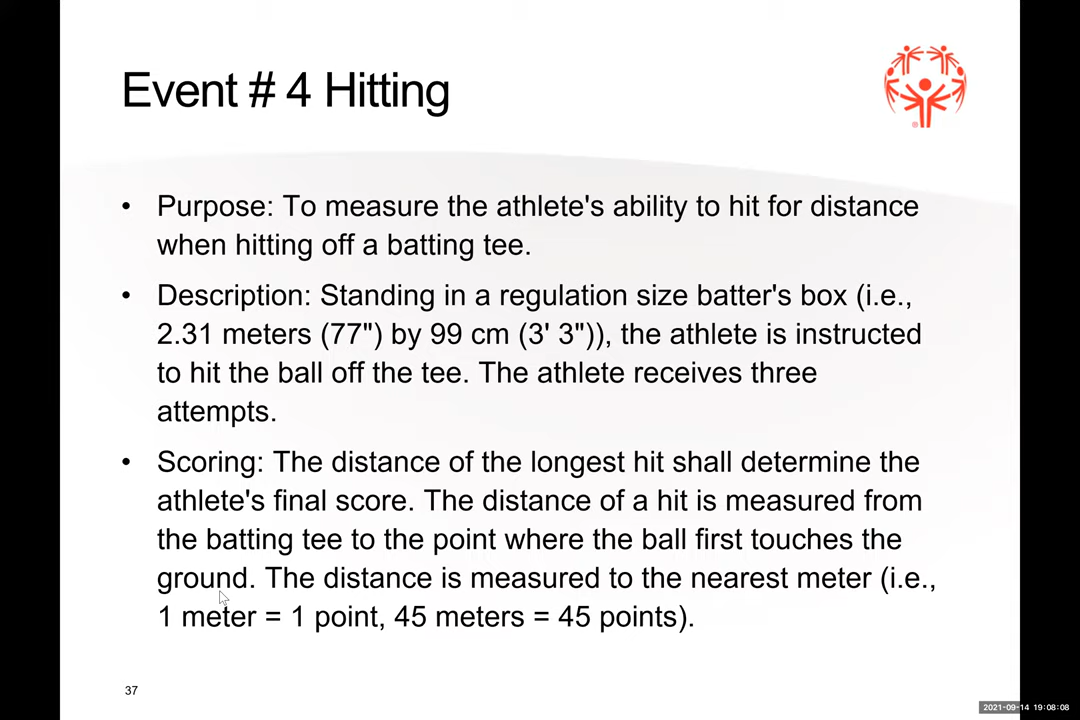 Event # 4 Hitting
• Purpose: To measure the athlete's ability to hit for distance
when hitting off a batting tee.
• Description: Standing in a regulation size batter's box (i.e.,
2.31 meters (77") by 99 cm (3' 3")), the athlete is instructed
to hit the ball off the tee. The athlete receives three
attempts.
• Scoring: The distance of the longest hit shall determine the
athlete's final score. The distance of a hit is measured from
the batting tee to the point where the ball first touches the
ground. The distance is measured to the nearest meter (i.e.,
1 meter = 1 point, 45 meters = 45 points).
37
2021-09-14 19:08:08